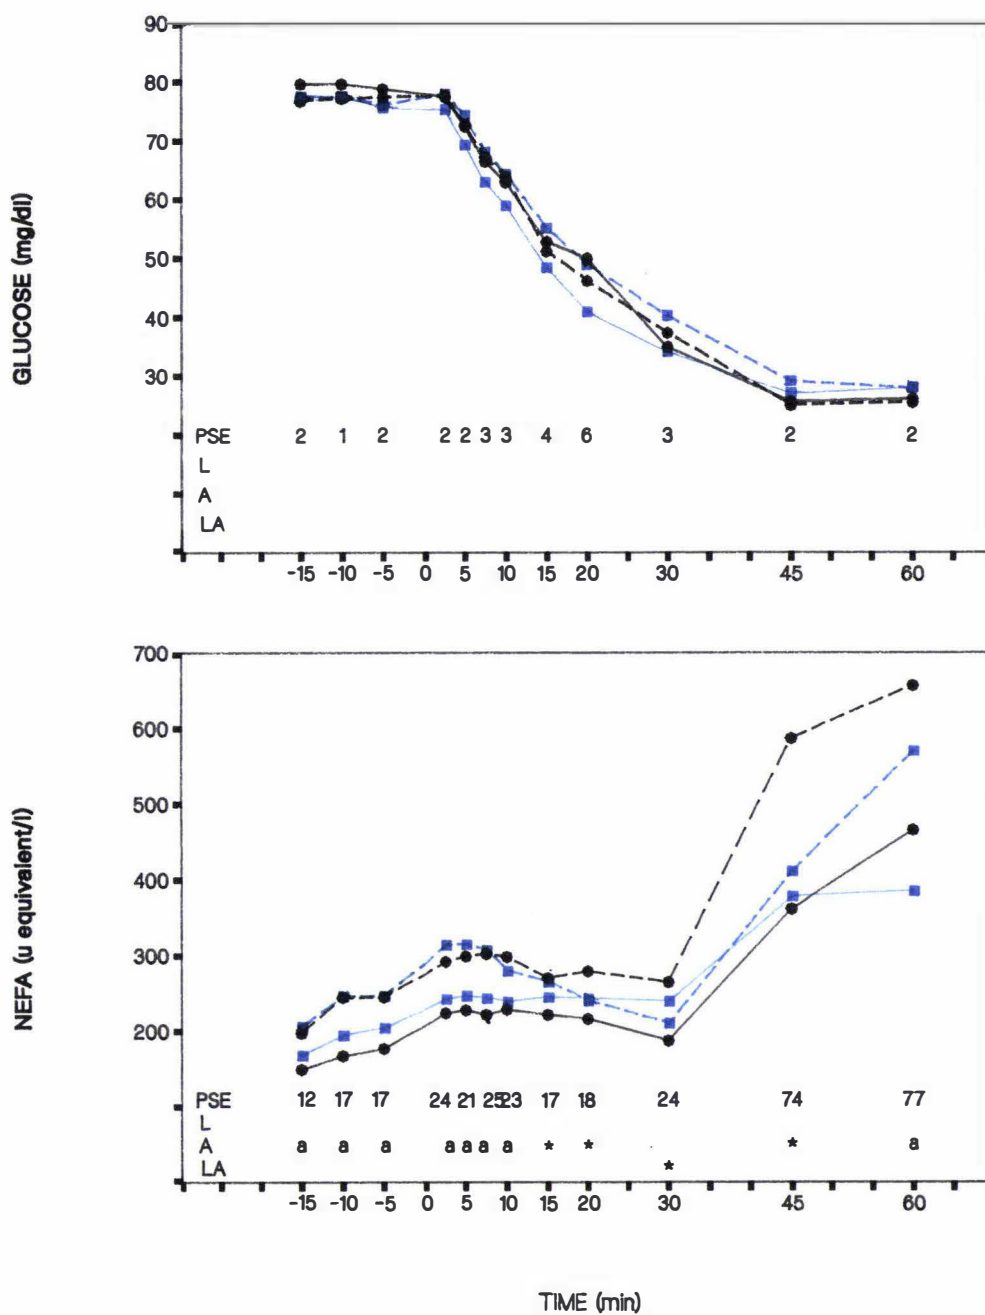 GLUCOSE (mg/dl)
90
80
70
60
50
40
30
PSE 2 1 2 2 2 3 3 4 6 3 2 2
L
A
LA
-15 -10 -5 0 5 10 15 20 30 45 60
NEFA (u equivalent/l)
700
600
500
400
300
200
PSE 12 17 17 24 21 25 23 17 18 24 74 77
L
A a a a a a a a * * * a
LA *
-15 -10 -5 0 5 10 15 20 30 45 60
TIME (min)